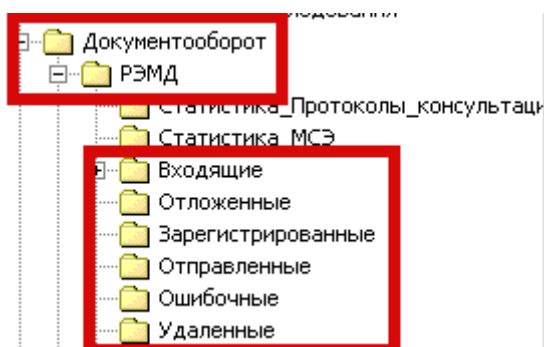 Документооборот
РЭМД
Статистика_Протоколы_консультаци
Статистика_МСЭ
Входящие
Отложенные
Зарегистрированные
Отправленные
Ошибочные
Удаленные